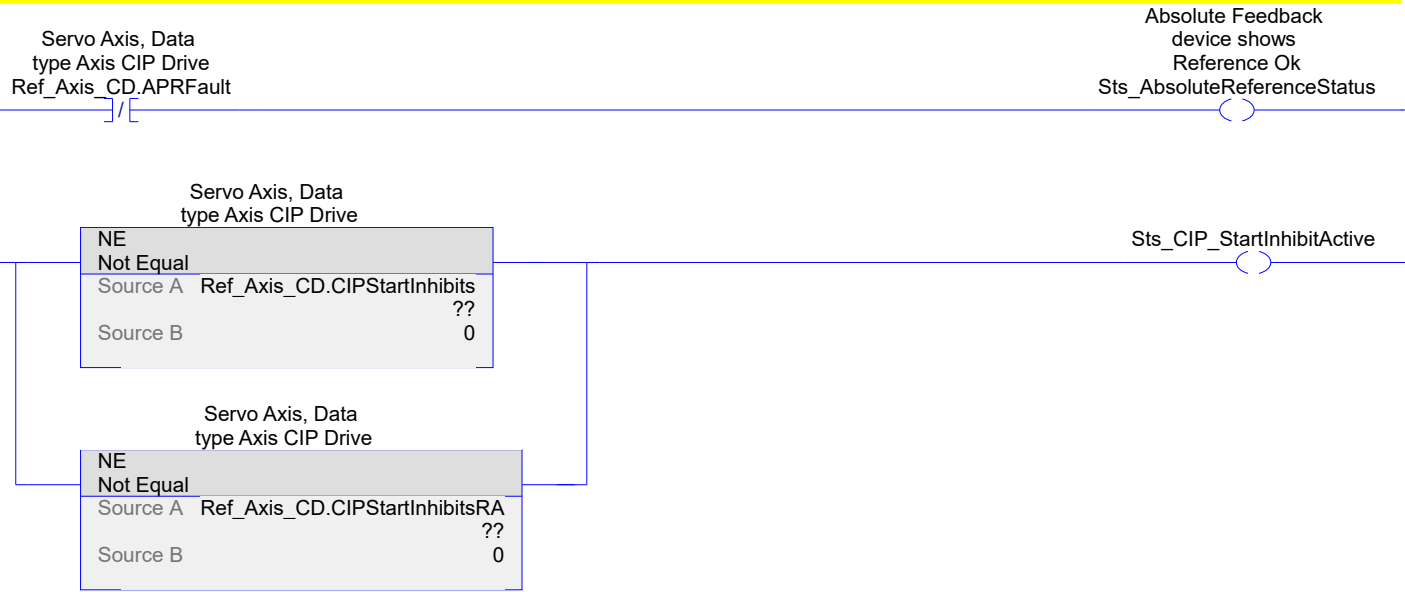 Servo Axis, Data
type Axis CIP Drive
Ref_Axis_CD.APRFault
/
Absolute Feedback
device shows
Reference Ok
Sts_AbsoluteReferenceStatus
Servo Axis, Data
type Axis CIP Drive
NE
Not Equal
Source A Ref_Axis_CD.CIPStartInhibits
??
Source B 0
Sts_CIP_StartInhibitActive
Servo Axis, Data
type Axis CIP Drive
NE
Not Equal
Source A Ref_Axis_CD.CIPStartInhibitsRA
??
Source B 0